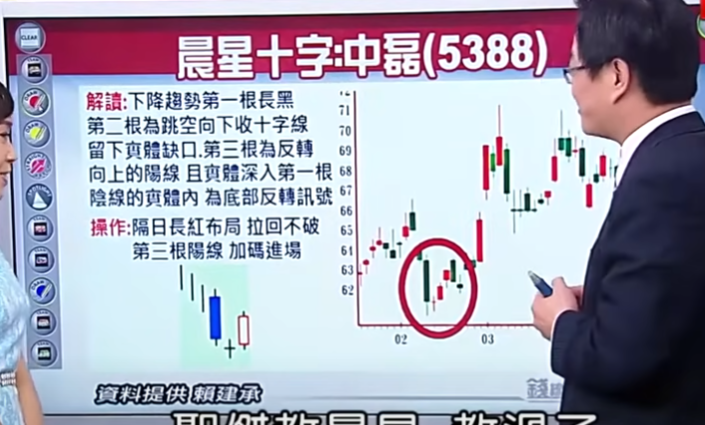 CLEAR
晨星十字:中磊(5388)
解讀:下降趨勢第一根長黑
第二根為跳空向下收十字線
留下實體缺口.第三根為反轉
向上的陽線 且實體深入第一根
陰線的實體內 為底部反轉訊號
操作:隔日長紅布局 拉回不破
第三根陽線 加碼進場
72
71
70
69
68
67
66
65
64
63
62
02
03
資料提供 賴建承
錢